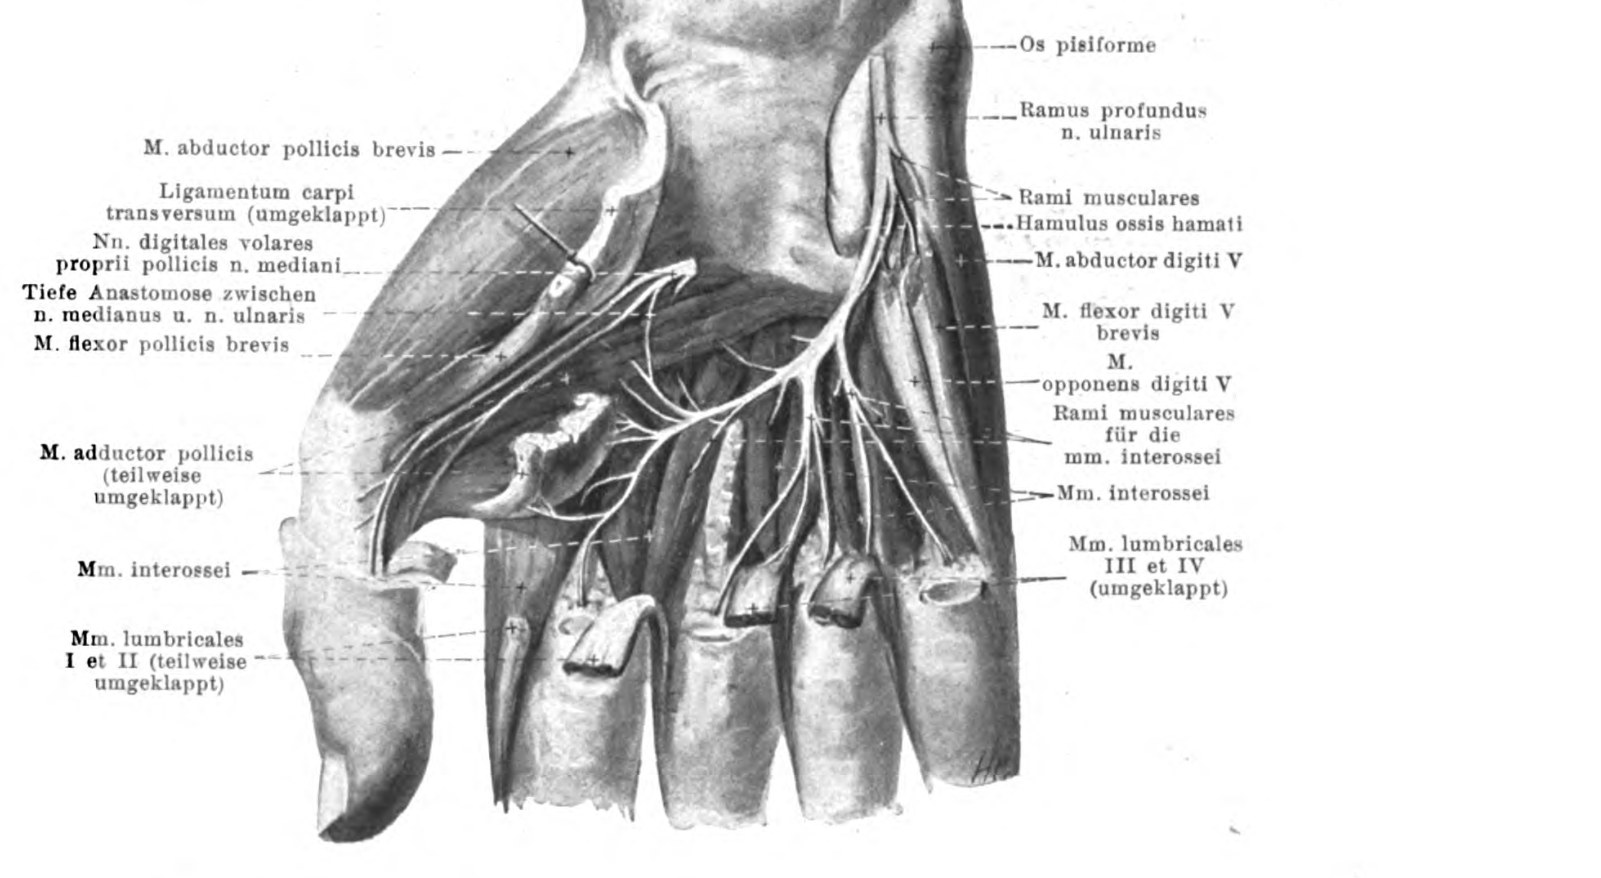 M. abductor pollicis brevis
Ligamentum carpi
transversum (umgeklappt)
Nn. digitales volares
proprii pollicis n. mediani
Tiefe Anastomose zwischen
n. medianus u. n. ulnaris
M. flexor pollicis brevis
M. adductor pollicis
(teilweise
umgeklappt)
Mm. interossei
Mm. lumbricales
I et II (teilweise
umgeklappt)
Os pisiforme
Ramus profundus
n. ulnaris
Rami musculares
Hamulus ossis hamati
M. abductor digiti V
M. flexor digiti V
brevis
M.
opponens digiti V
Rami musculares
für die
mm. interossei
Mm. interossei
Mm. lumbricales
III et IV
(umgeklappt)